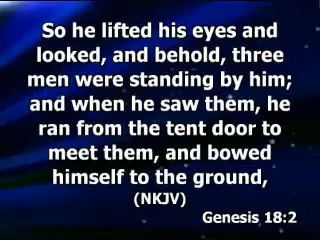 So he lifted his eyes and
looked, and behold, three
men were standing by him;
and when he saw them, he
ran from the tent door to
meet them, and bowed
himself to the ground,
(NKJV)
Genesis 18:2